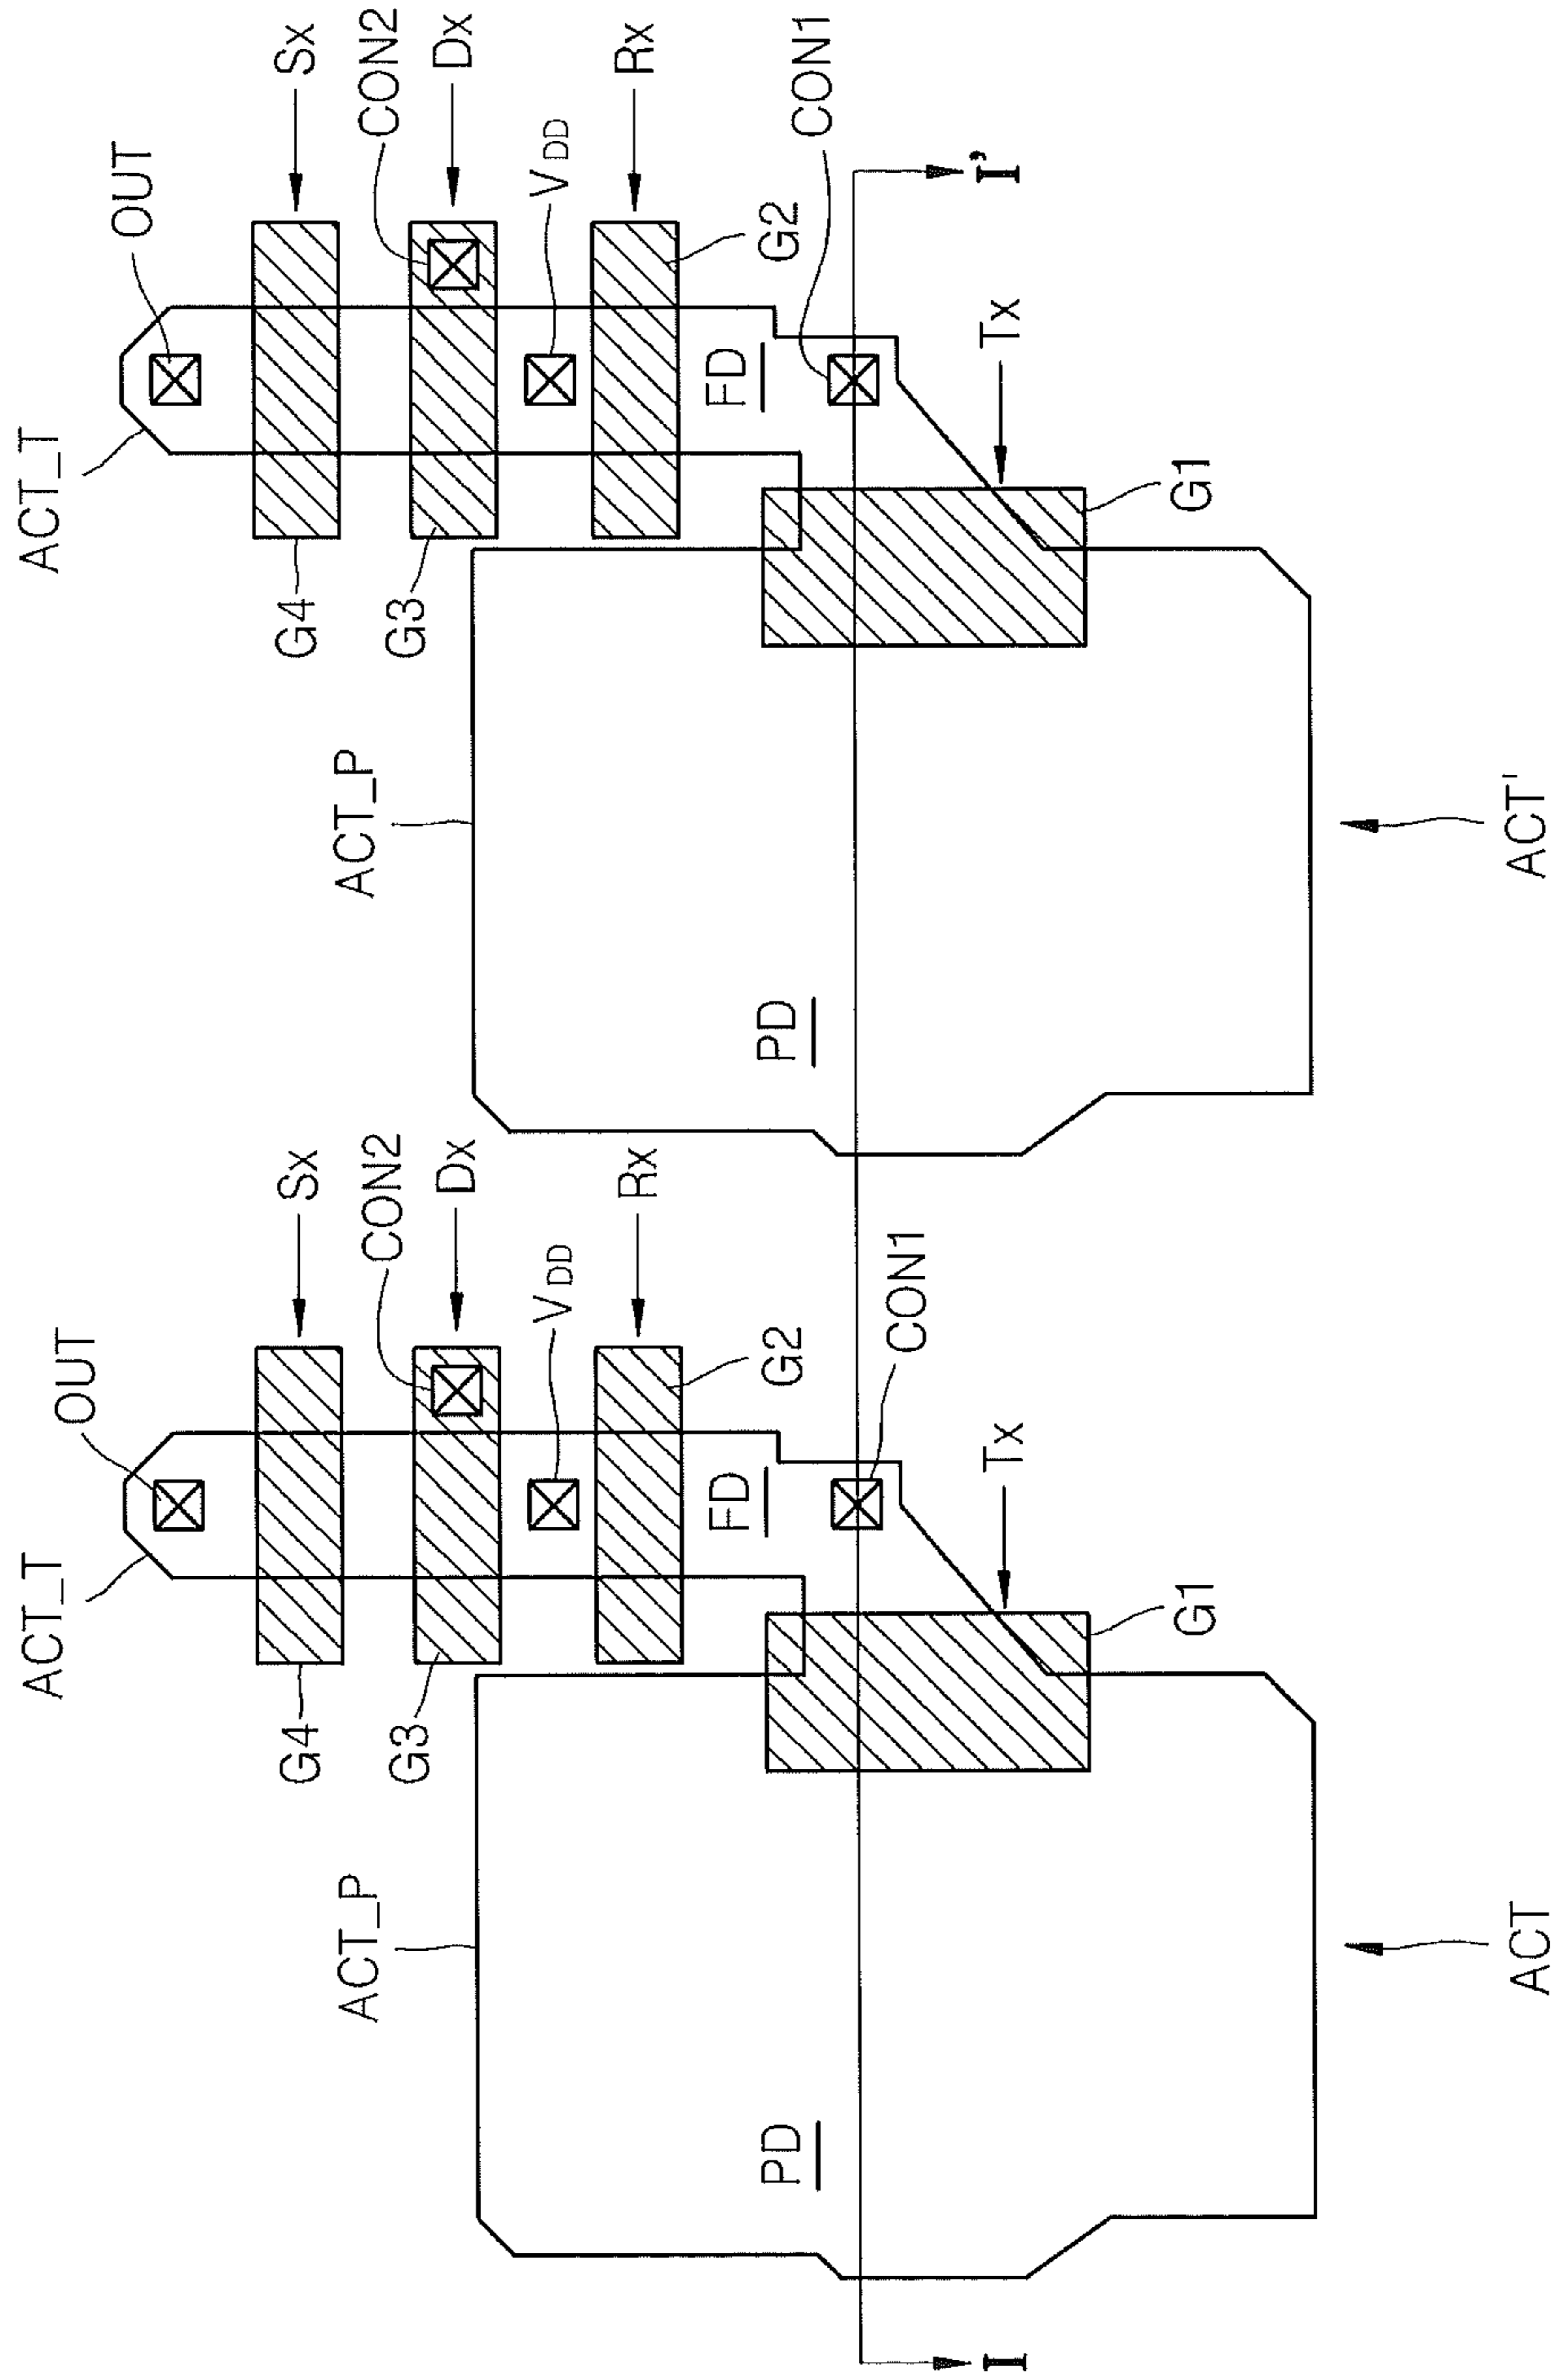 OUT
Sx
CON2
Dx
VDD
Rx
CON1
ACT_T
G4
G3
G2
FD
Tx
G1
I'
ACT_P
PD
ACT'
OUT
Sx
CON2
Dx
VDD
Rx
CON1
ACT_T
G4
G3
G2
FD
Tx
G1
ACT_P
PD
ACT
I